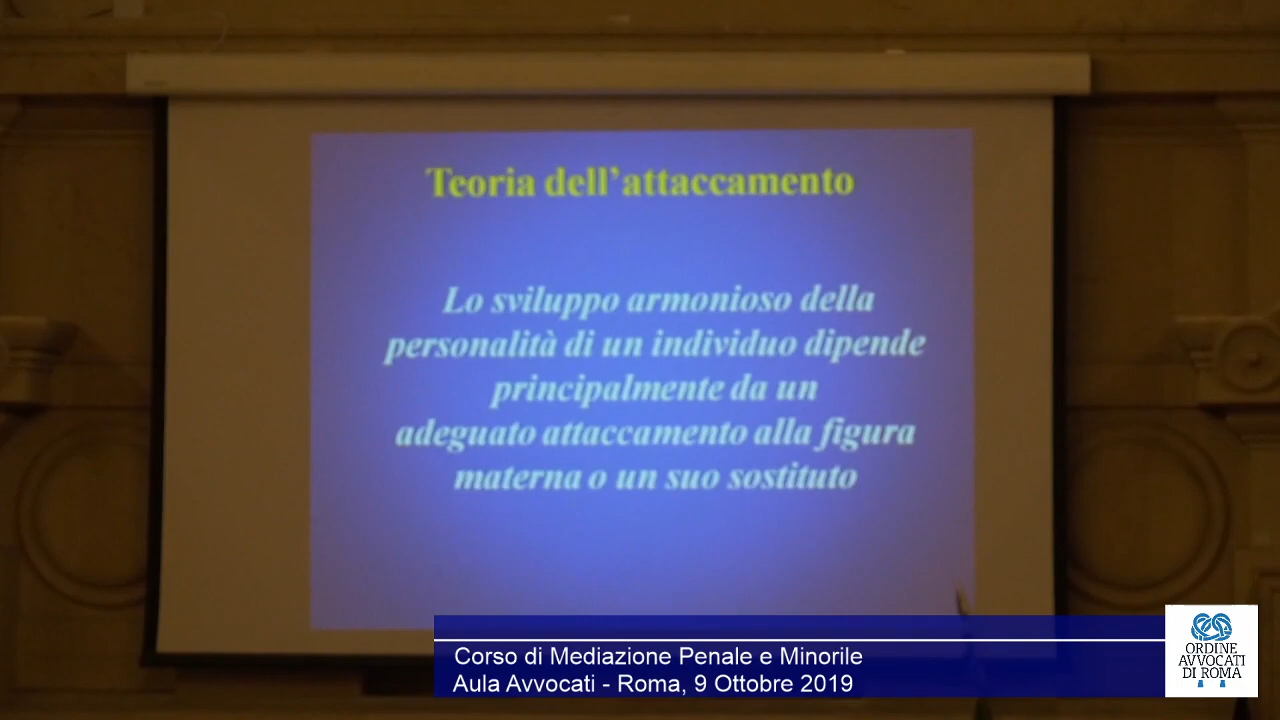 Teoria dell'attaccamento
Lo sviluppo armonioso della
personalità di un individuo dipende
principalmente da un
adeguato attaccamento alla figura
materna o un suo sostituto
Corso di Mediazione Penale e Minorile
Aula Avvocati - Roma, 9 Ottobre 2019
ORDINE
AVVOCATI
DI ROMA